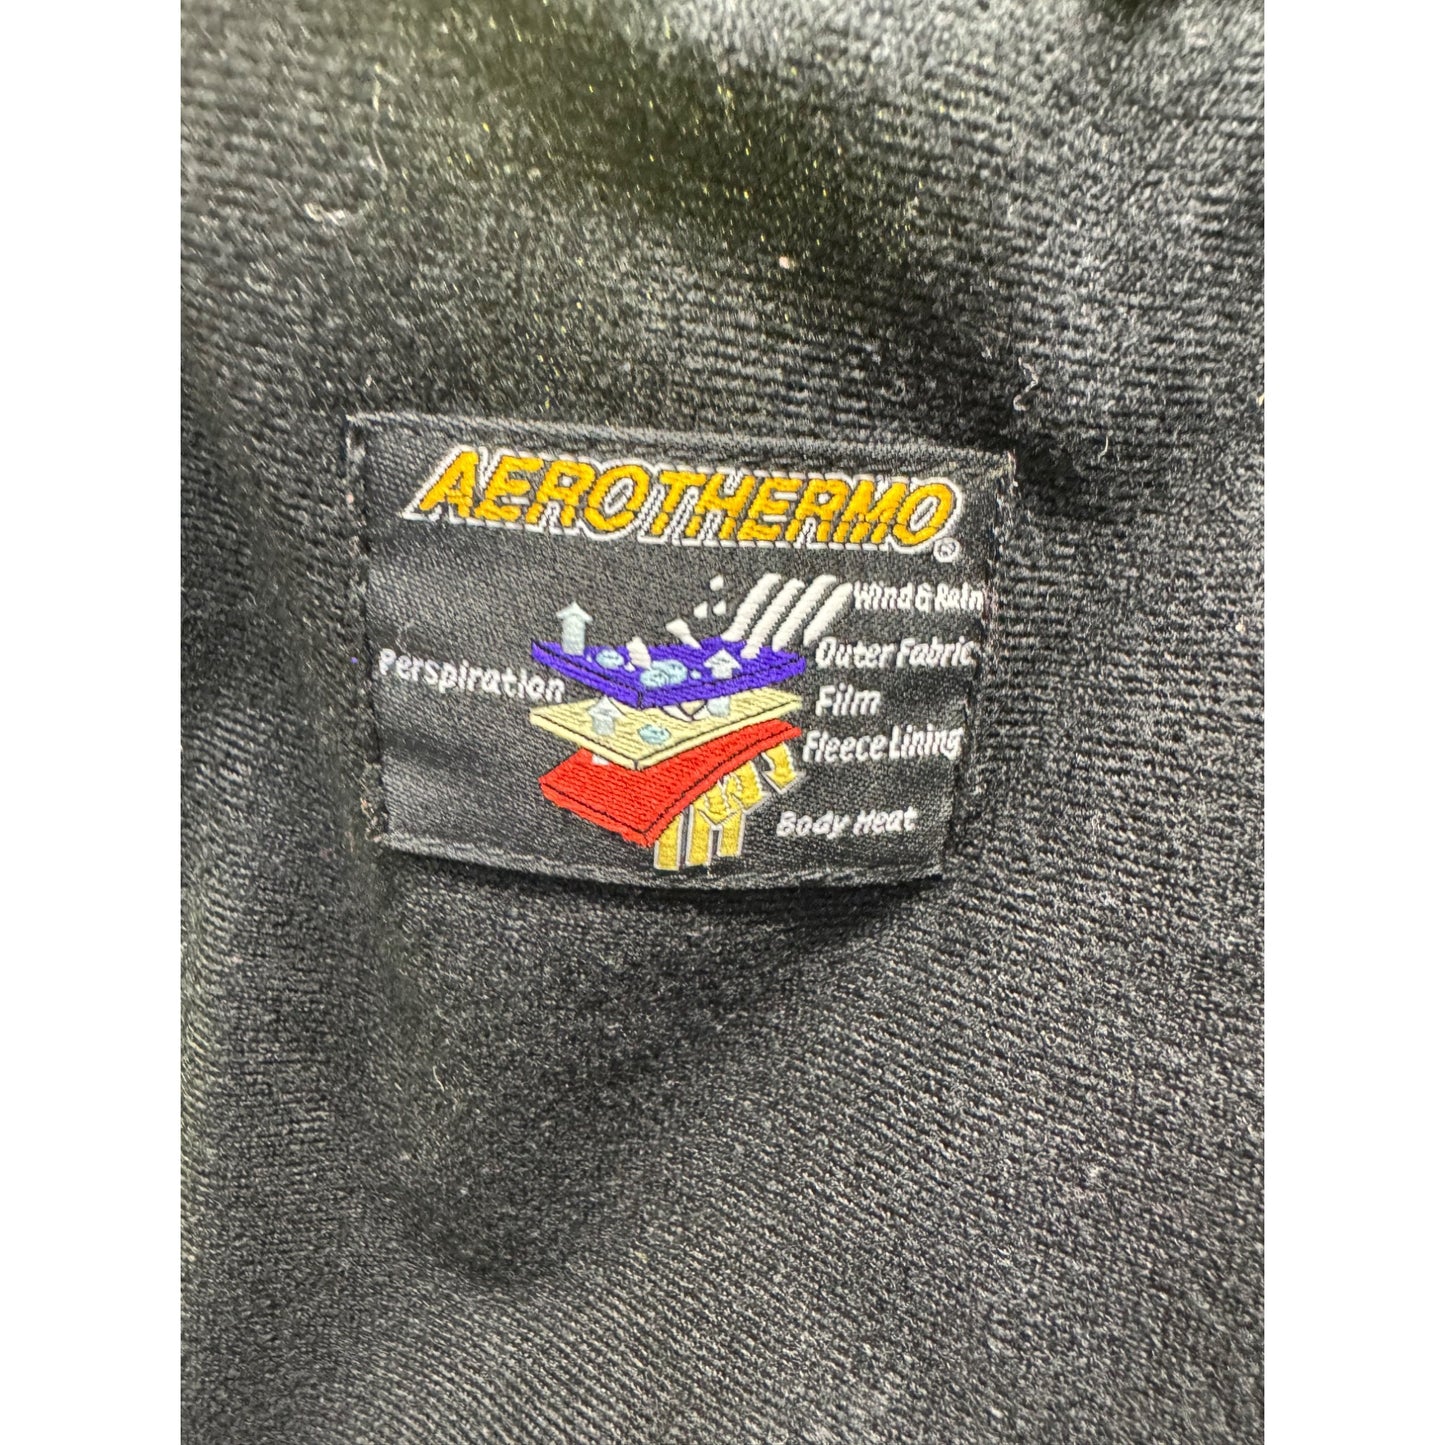 AEROTHERMO®
Wind & Rain
Outer Fabric
Perspiration
Film
Fleece Lining
Body Heat